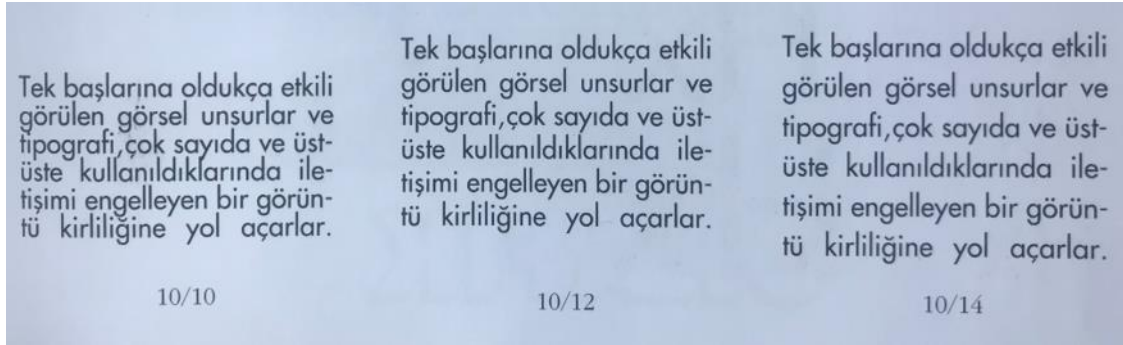 Tek başlarına oldukça etkili
görülen görsel unsurlar ve
tipografi,çok sayıda ve üst-
üste kullanıldıklarında ile-
tişimi engelleyen bir görün-
tü kirliliğine yol açarlar.
10/10
Tek başlarına oldukça etkili
görülen görsel unsurlar ve
tipografi,çok sayıda ve üst-
üste kullanıldıklarında ile-
tişimi engelleyen bir görün-
tü kirliliğine yol açarlar.
10/12
Tek başlarına oldukça etkili
görülen görsel unsurlar ve
tipografi,çok sayıda ve üst-
üste kullanıldıklarında ile-
tişimi engelleyen bir görün-
tü kirliliğine yol açarlar.
10/14